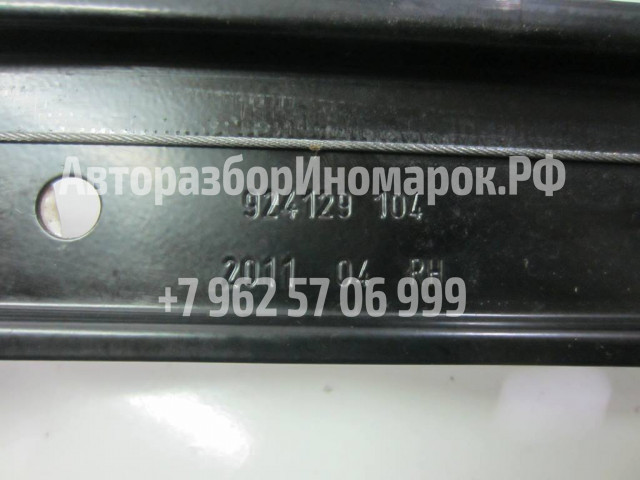 АвторазборИномарок.РФ
924129 104
2011 04 RH
+7 962 57 06 999